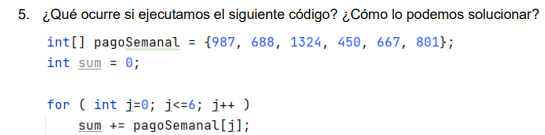 5. ¿Qué ocurre si ejecutamos el siguiente código? ¿Cómo lo podemos solucionar?
int[] pagoSemanal = {987, 688, 1324, 450, 667, 801};
int sum = 0;
for ( int j=0; j<=6; j++ )
sum += pagoSemanal[j];